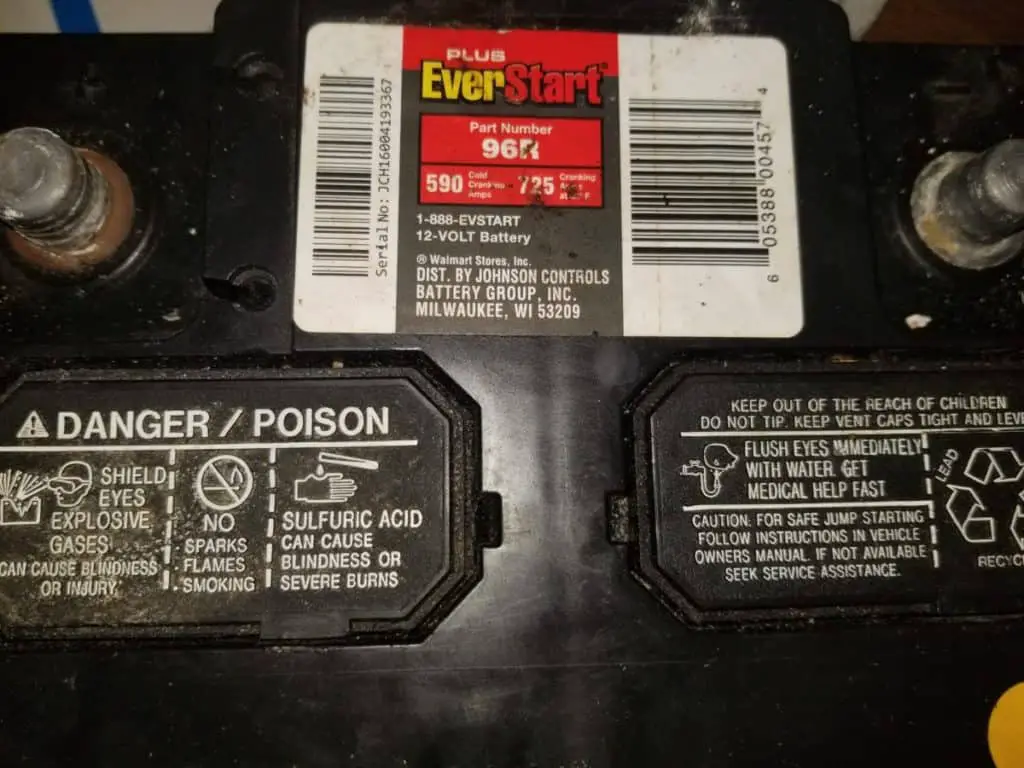 PLUS
EverStart
Part Number
96R
590 Cold Cranking Amps 725 Cranking
1-888-EVSTART
12-VOLT Battery
® Walmart Stores, Inc.
DIST. BY JOHNSON CONTROLS
BATTERY GROUP, INC.
MILWAUKEE, WI 53209
Serial No: JCH16004193367
6 05388 00457 4
DANGER / POISON
SHIELD
EYES
EXPLOSIVE
GASES
CAN CAUSE BLINDNESS
OR INJURY
NO
SPARKS
FLAMES
SMOKING
SULFURIC ACID
CAN CAUSE
BLINDNESS OR
SEVERE BURNS
KEEP OUT OF THE REACH OF CHILDREN
DO NOT TIP. KEEP VENT CAPS TIGHT AND LEVE
FLUSH EYES IMMEDIATELY
WITH WATER. GET
MEDICAL HELP FAST
CAUTION: FOR SAFE JUMP STARTING
FOLLOW INSTRUCTIONS IN VEHICLE
OWNERS MANUAL. IF NOT AVAILABLE
SEEK SERVICE ASSISTANCE.
LEAD
RECYC